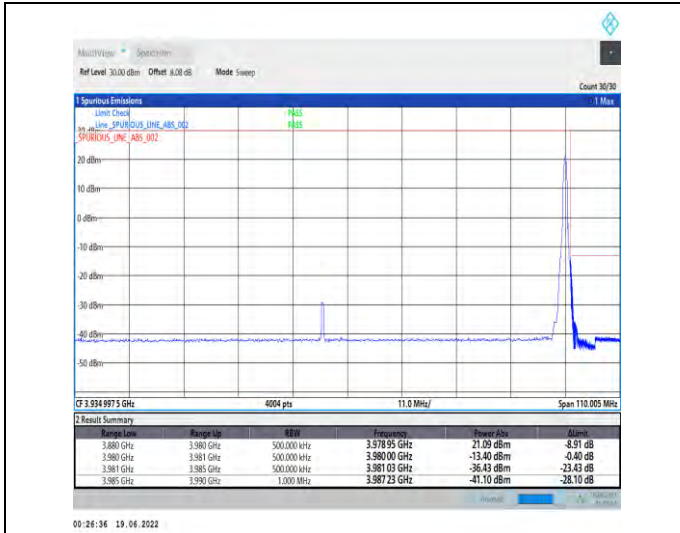 MultiView Spectrum
Ref Level 30.00 dBm Offset 8.08 dB Mode Sweep
Count 30/30
1 Spurious Emissions 1 Max
Limit Check PASS
Line _SPURIOUS_LINE_ABS_002 PASS
_SPURIOUS_LINE_ABS_002
20 dBm
10 dBm
0 dBm
-10 dBm
-20 dBm
-30 dBm
-40 dBm
-50 dBm
CF 3.934 997 5 GHz 4004 pts 11.0 MHz/ Span 110.005 MHz
2 Result Summary
Range Low Range Up RBW Frequency Power Abs ΔLimit
3.880 GHz 3.980 GHz 500.000 kHz 3.978 95 GHz 21.09 dBm -8.91 dB
3.980 GHz 3.981 GHz 500.000 kHz 3.980 00 GHz -13.40 dBm -0.40 dB
3.981 GHz 3.985 GHz 500.000 kHz 3.981 03 GHz -36.43 dBm -23.43 dB
3.985 GHz 3.990 GHz 1.000 MHz 3.987 23 GHz -41.10 dBm -28.10 dB
00:26:36 19.06.2022